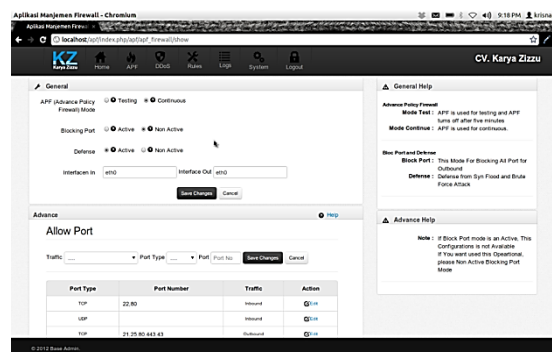 Aplikasi Manjemen Firewall - Chromium
9:18 PM krisna
Aplikasi Manjemen Firewall
localhost/apf/index.php/apf/apf_firewall/show
KZ
Karya Zizzu
Home
APF
DDoS
Rules
Logs
System
Logout
CV. Karya Zizzu
General
APF (Advance Policy Firewall) Mode
Testing
Continuous
Blocking Port
Active
Non Active
Defense
Active
Non Active
Interfacen In
eth0
Interface Out
eth0
Save Changes
Cancel
General Help
Advance Policy Firewall
Mode Test : APF is used for testing and APF
turns off after five minutes
Mode Continue : APF is used for continuous.
Bloc Port and Defense
Block Port : This Mode For Blocking All Port for
Outbound
Defense : Defense from Syn Flood and Brute
Force Attack
Advance
Help
Allow Port
Traffic
Port Type
Port
Port No
Save Changes
Cancel
Port Type
Port Number
Traffic
Action
TCP
22,80
Inbound
Edit
UDP
Inbound
Edit
TCP
21,25,80,443,43
Outbound
Edit
Advance Help
Note : If Block Port mode is an Active, This
Configurations is not Available
If You want used this Opeartional,
please Non Active Blocking Port
Mode
© 2012 Base Admin.